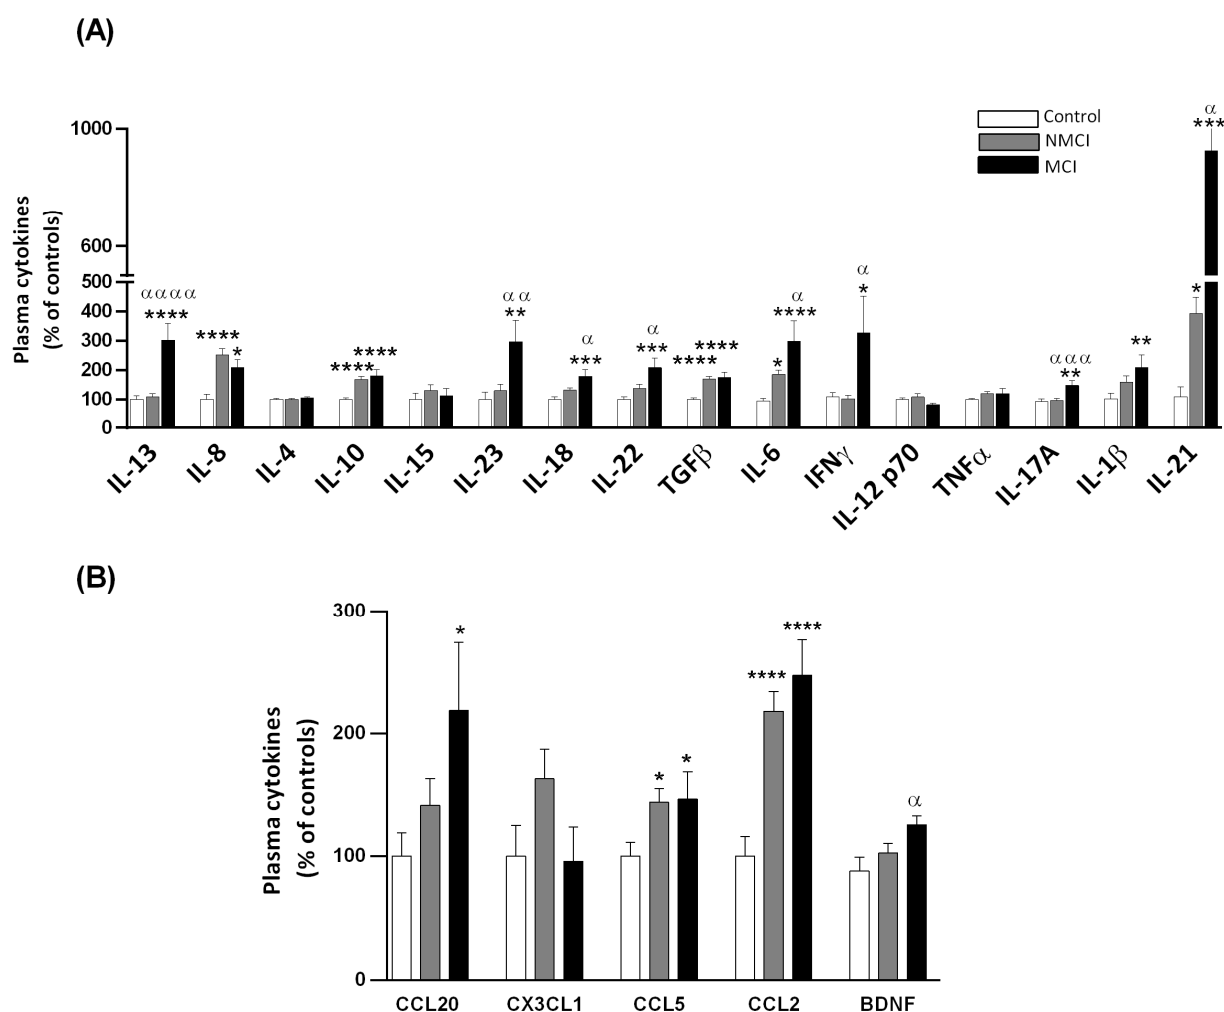 (A)
Control
NMCI
MCI
Plasma cytokines
(% of controls)
1000
600
500
400
300
200
100
0
α α α α
****
****
*
****
****
α α
**
α
***
α
***
****
****
*
α
****
α
*
α α α
**
**
*
α
***
IL-13
IL-8
IL-4
IL-10
IL-15
IL-23
IL-18
IL-22
TGFβ
IL-6
IFNγ
IL-12 p70
TNFα
IL-17A
IL-1β
IL-21
(B)
Plasma cytokines
(% of controls)
300
200
100
0
*
*
*
****
****
α
CCL20
CX3CL1
CCL5
CCL2
BDNF